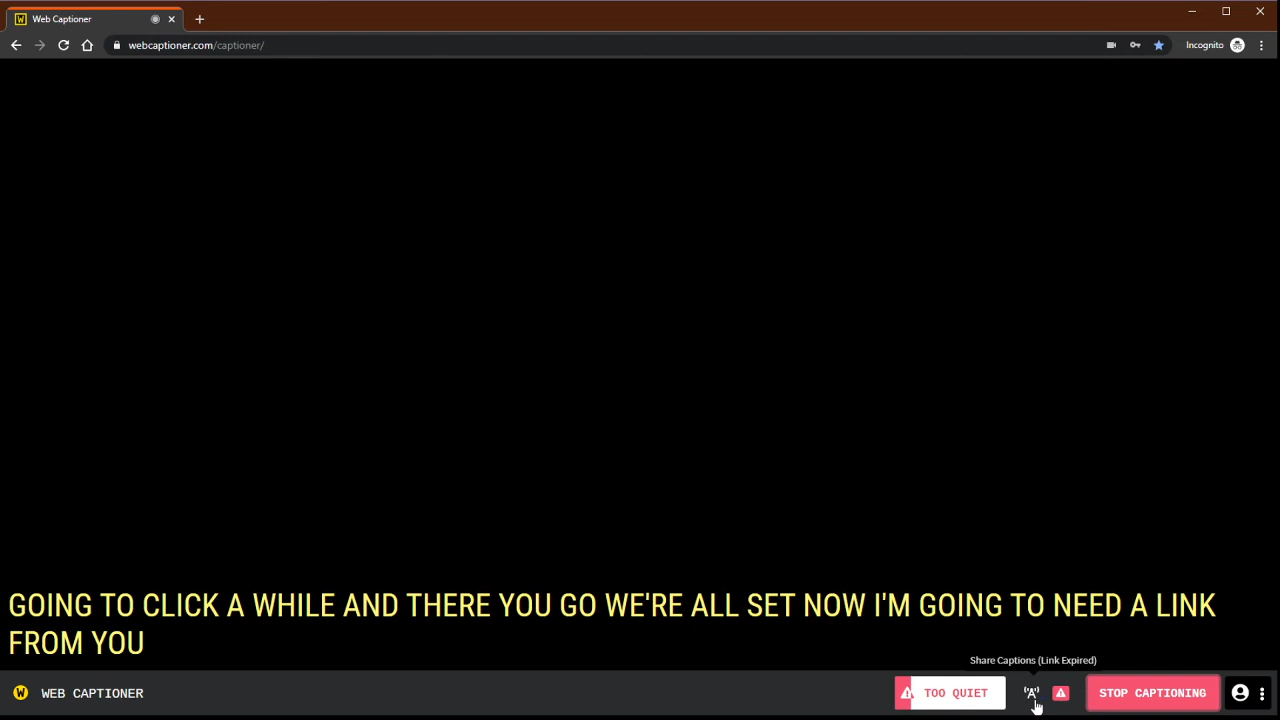 W Web Captioner
webcaptioner.com/captioner/
Incognito
GOING TO CLICK A WHILE AND THERE YOU GO WE'RE ALL SET NOW I'M GOING TO NEED A LINK
FROM YOU
Share Captions (Link Expired)
W WEB CAPTIONER
TOO QUIET
STOP CAPTIONING